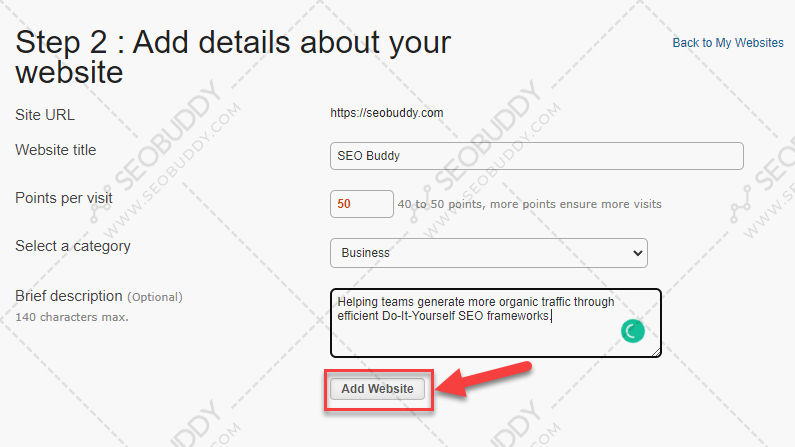 Step 2 : Add details about your
website
Back to My Websites
Site URL
https://seobuddy.com
Website title
SEO Buddy
Points per visit
50
40 to 50 points, more points ensure more visits
Select a category
Business
Brief description (Optional)
140 characters max.
Helping teams generate more organic traffic through
efficient Do-It-Yourself SEO frameworks.
Add Website
SEOBUDDY
WWW.SEOBUDDY.COM